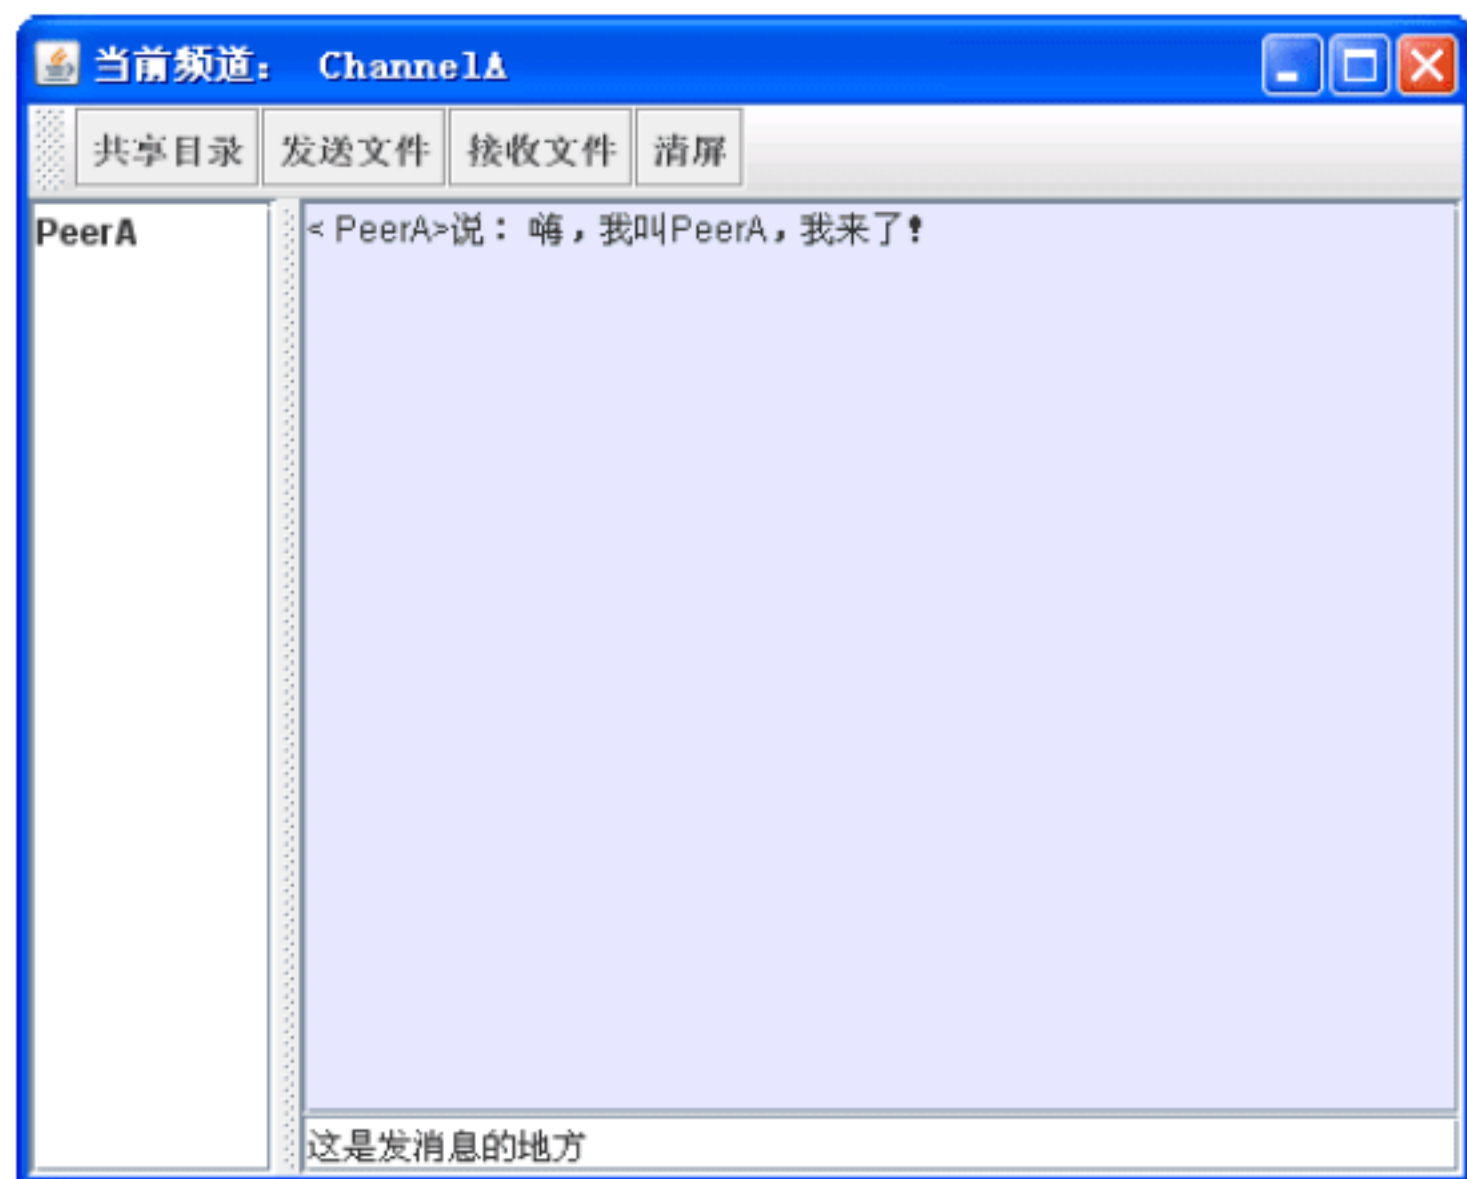 当前频道： ChannelA
共享目录 发送文件 接收文件 清屏
PeerA
< PeerA>说： 嗨，我叫PeerA，我来了！
这是发消息的地方